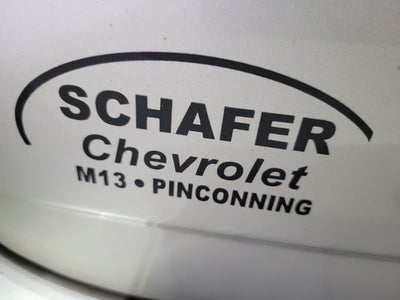 SCHAFER
Chevrolet
M13 • PINCONNING